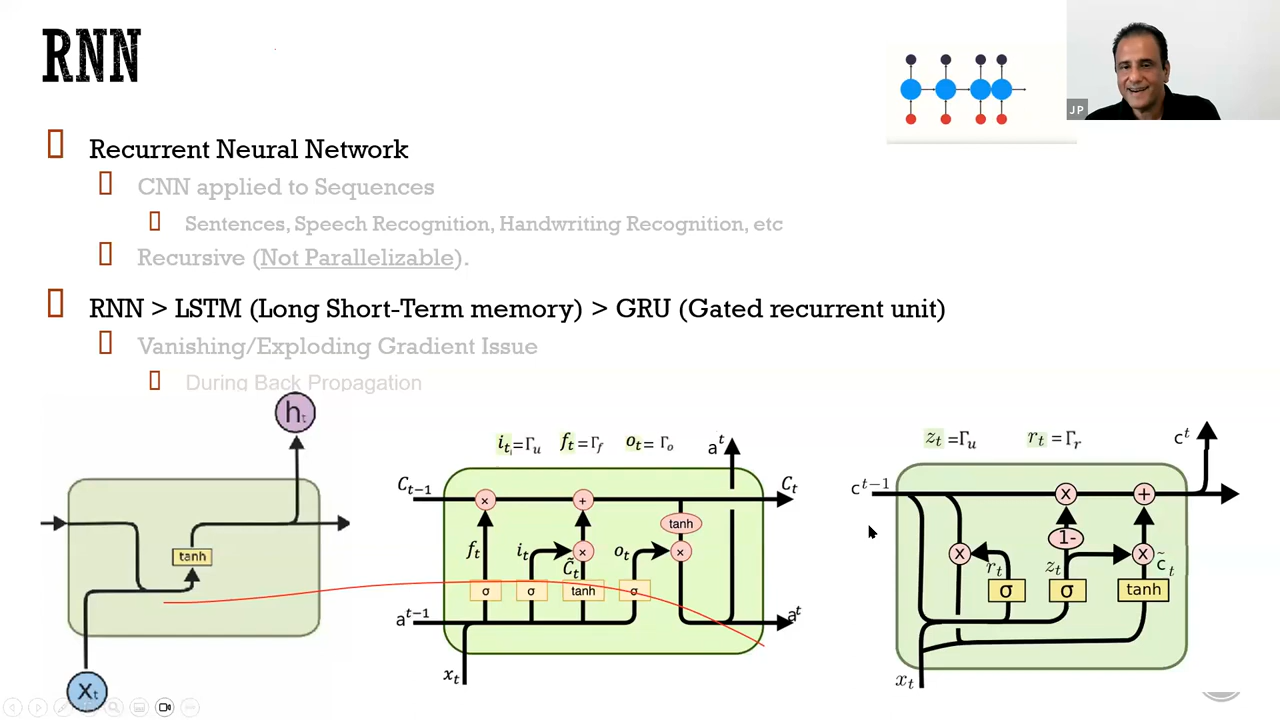 RNN
JP
Recurrent Neural Network
CNN applied to Sequences
Sentences, Speech Recognition, Handwriting Recognition, etc
Recursive (Not Parallelizable).
RNN > LSTM (Long Short-Term memory) > GRU (Gated recurrent unit)
Vanishing/Exploding Gradient Issue
During Back Propagation
hₜ
tanh
Xₜ
iₜ=Γᵤ fₜ=Γf oₜ= Γₒ aᵗ
Cₜ₋₁ × + Cₜ
tanh
fₜ iₜ × oₜ ×
C̃ₜ
σ σ tanh σ
aᵗ⁻¹ aᵗ
xₜ
zₜ =Γᵤ rₜ =Γᵣ cᵗ
cᵗ⁻¹ x +
1-
x rₜ zₜ x c̃ₜ
σ σ tanh
xₜ